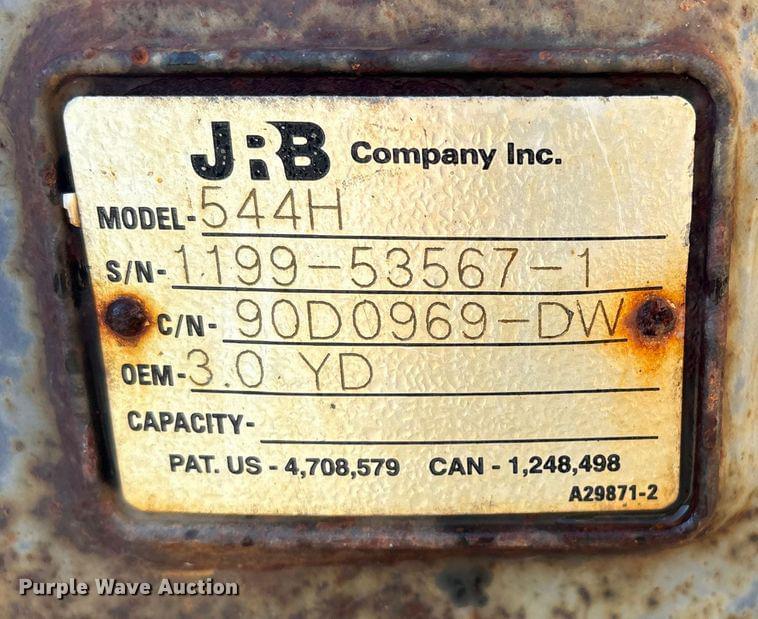 JRB Company Inc.
MODEL-544H
S/N-1199-53567-1
C/N-90D0969-DW
OEM-3.0 YD
CAPACITY-
PAT. US - 4,708,579 CAN - 1,248,498
A29871-2
Purple Wave Auction